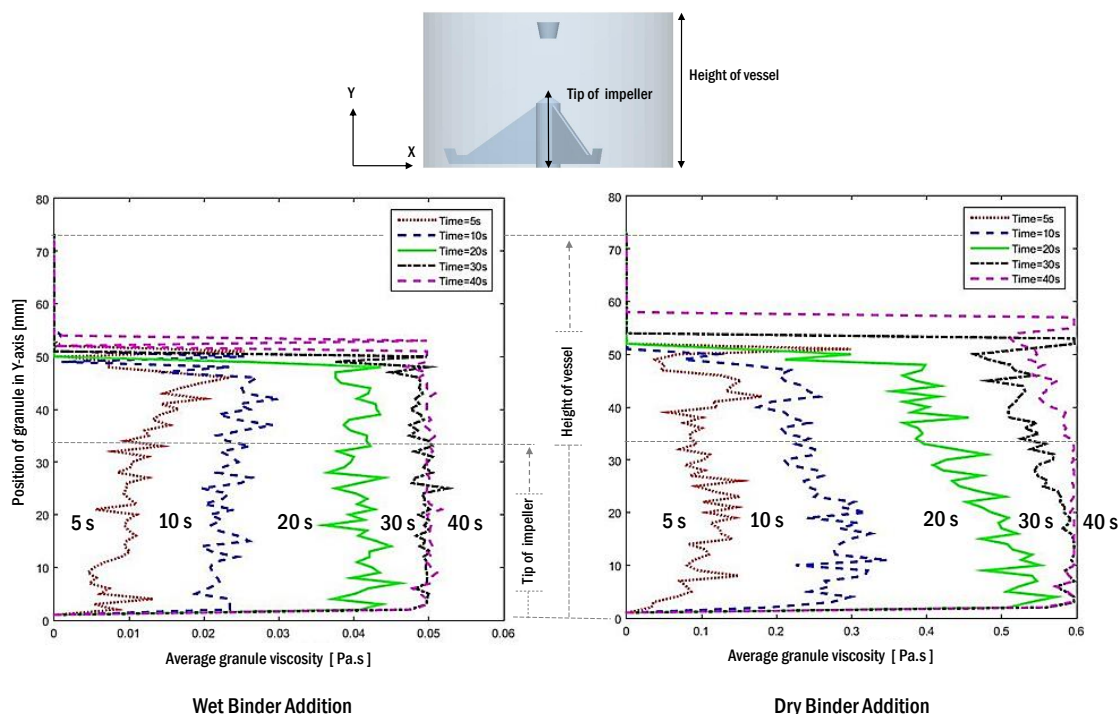 Height of vessel
Tip of impeller
Y
X
80
70
60
50
40
30
20
10
0
Position of granule in Y-axis [mm]
Time=5s
Time=10s
Time=20s
Time=30s
Time=40s
5 s
10 s
20 s
30 s
40 s
0
0.01
0.02
0.03
0.04
0.05
0.06
Average granule viscosity [ Pa.s ]
Wet Binder Addition
Height of vessel
Tip of impeller
80
70
60
50
40
30
20
10
0
Time=5s
Time=10s
Time=20s
Time=30s
Time=40s
5 s
10 s
20 s
30 s
40 s
0
0.1
0.2
0.3
0.4
0.5
0.6
Average granule viscosity [ Pa.s ]
Dry Binder Addition